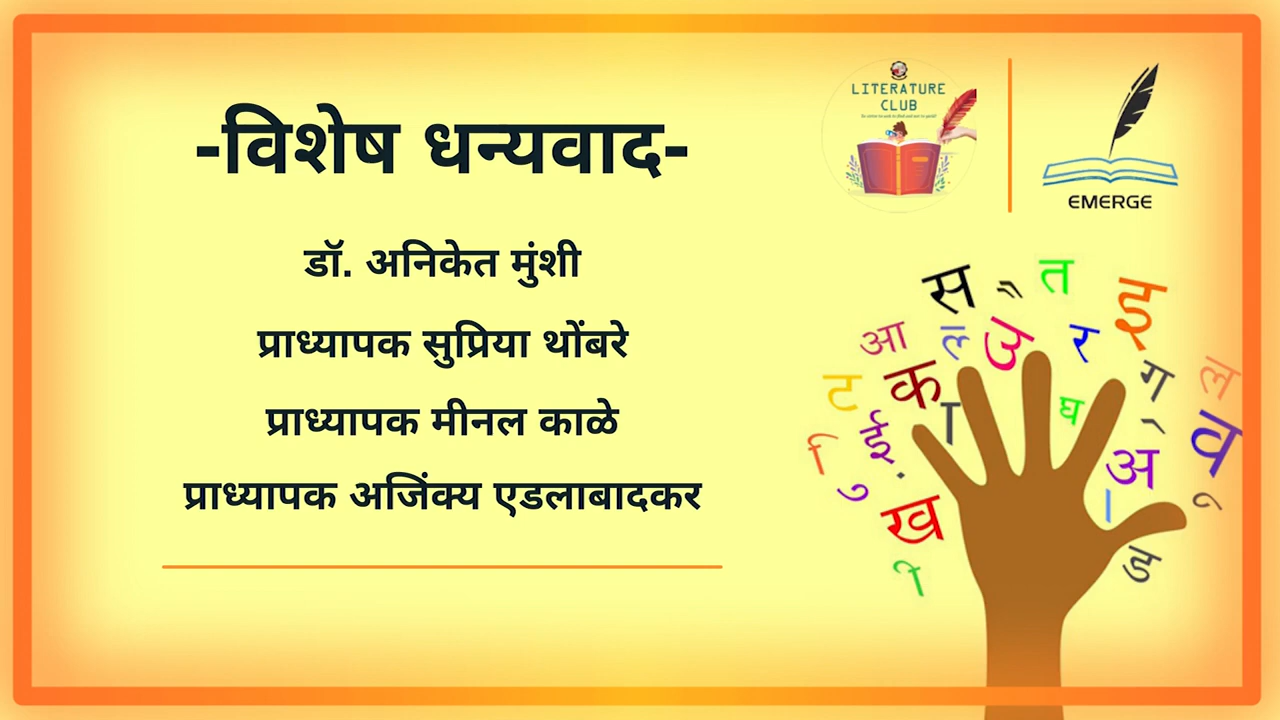 -विशेष धन्यवाद-
डॉ. अनिकेत मुंशी
प्राध्यापक सुप्रिया थोंबरे
प्राध्यापक मीनल काळे
प्राध्यापक अजिंक्य एडलाबादकर
LITERATURE
CLUB
EMERGE
स त इ
आ ल उ र
ट क ग ल
घ
ई अ व
ख
ड